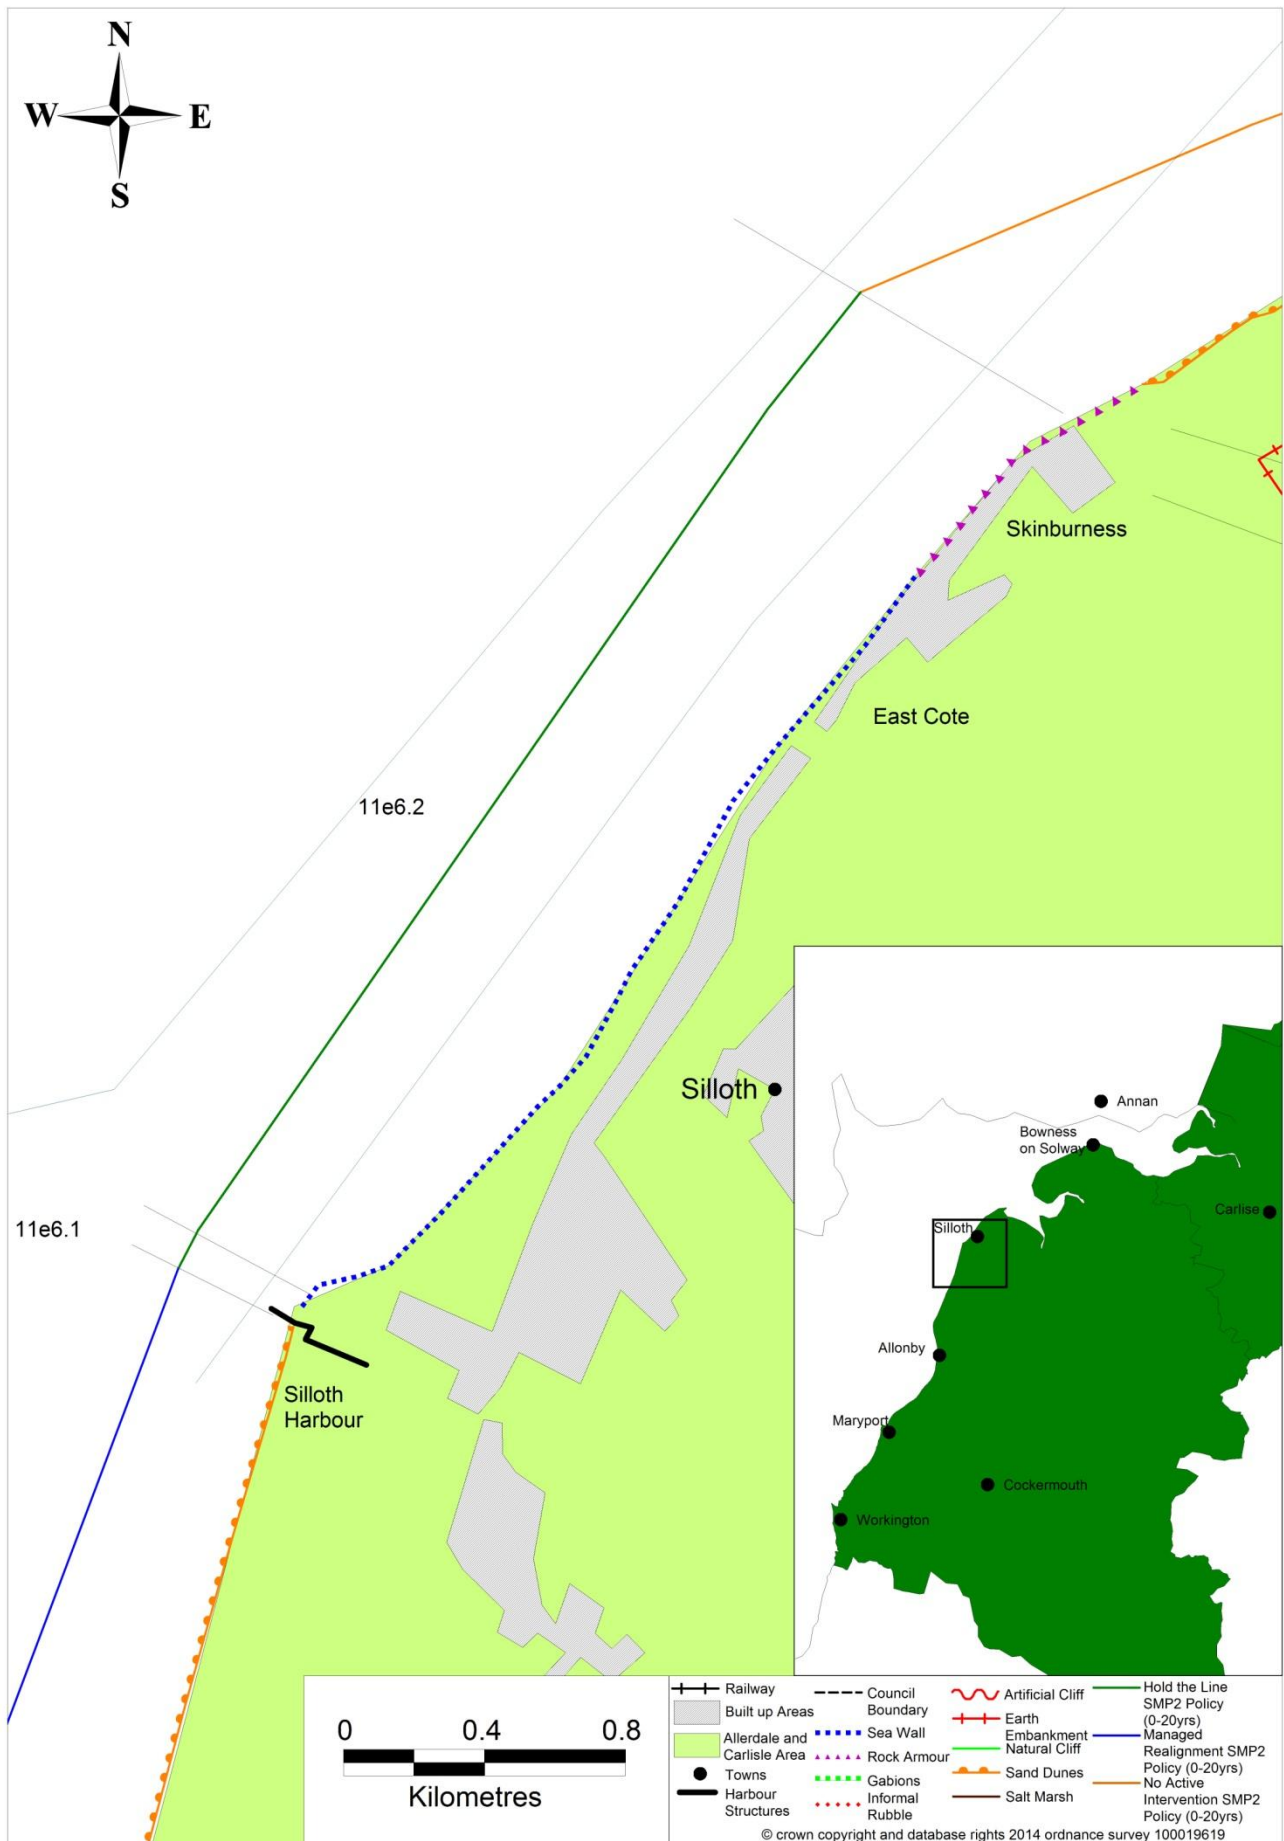 N
W
E
S
Skinburness
East Cote
11e6.2
Silloth
11e6.1
Silloth
Harbour
Annan
Bowness
on Solway
Carlise
Silloth
Allonby
Maryport
Cockermouth
Workington
0 0.4 0.8
Kilometres
Railway
Built up Areas
Allerdale and
Carlisle Area
Towns
Harbour
Structures
Council
Boundary
Sea Wall
Rock Armour
Gabions
Informal
Rubble
Artificial Cliff
Earth
Embankment
Natural Cliff
Sand Dunes
Salt Marsh
Hold the Line
SMP2 Policy
(0-20yrs)
Managed
Realignment SMP2
Policy (0-20yrs)
No Active
Intervention SMP2
Policy (0-20yrs)
© crown copyright and database rights 2014 ordnance survey 100019619